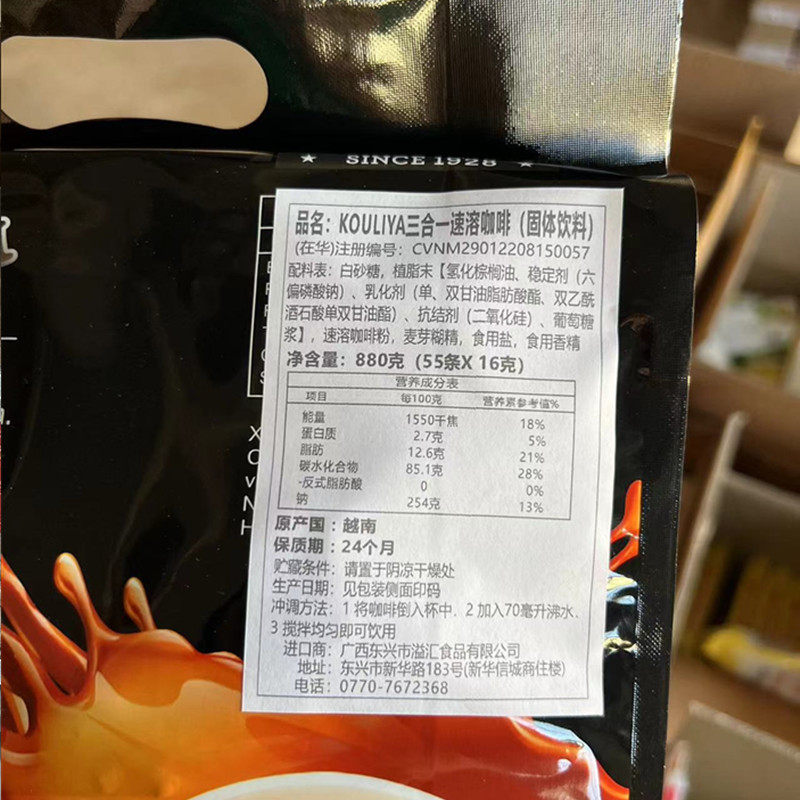 ★ SINCE 1928 ★
品名：KOULIYA三合一速溶咖啡（固体饮料）
(在华)注册编号：CVNM29012208150057
配料表：白砂糖，植脂末【氢化棕榈油、稳定剂（六
偏磷酸钠）、乳化剂（单、双甘油脂肪酸酯、双乙酰
酒石酸单双甘油酯）、抗结剂（二氧化硅）、葡萄糖
浆】，速溶咖啡粉，麦芽糊精，食用盐，食用香精
净含量：880克（55条X 16克）
营养成分表
项目 每100克 营养素参考值%
能量 1550千焦 18%
蛋白质 2.7克 5%
脂肪 12.6克 21%
碳水化合物 85.1克 28%
-反式脂肪酸 0 0%
钠 254克 13%
原产国：越南
保质期：24个月
贮藏条件：请置于阴凉干燥处
生产日期：见包装侧面印码
冲调方法：1 将咖啡倒入杯中．2 加入70毫升沸水．
3 搅拌均匀即可饮用
进口商：广西东兴市溢汇食品有限公司
地址：东兴市新华路183号(新华信城商住楼)
电话：0770-7672368